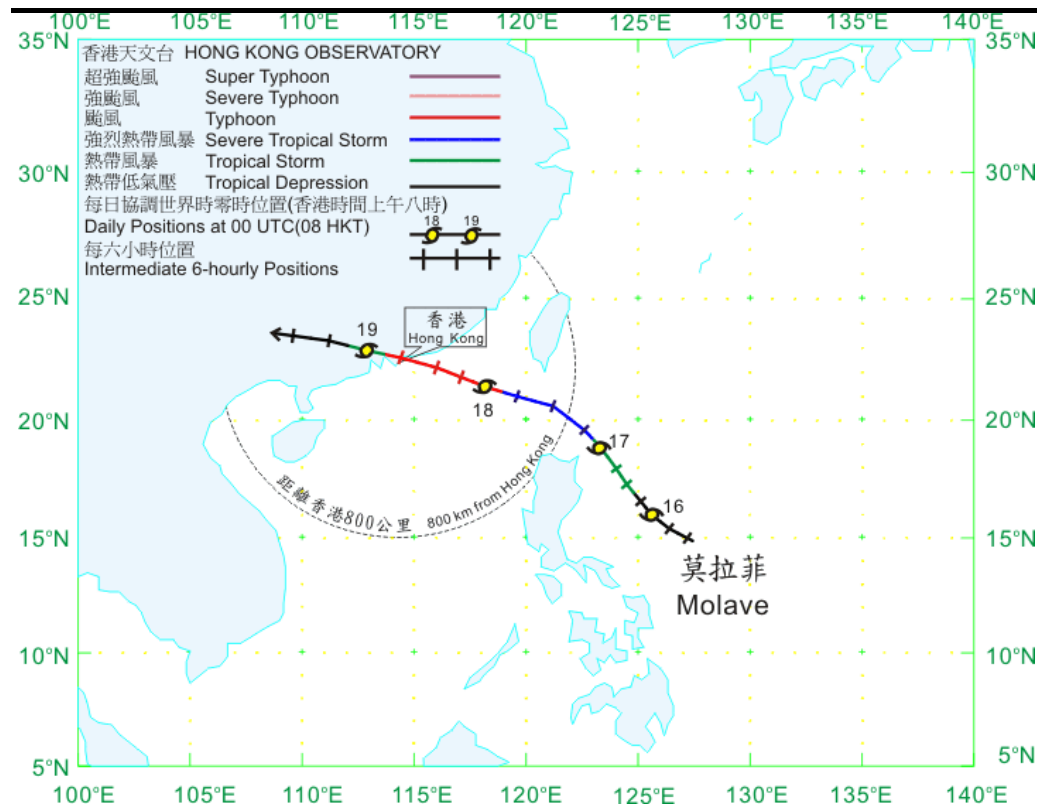 100°E 105°E 110°E 115°E 120°E 125°E 130°E 135°E 140°E
35°N 35°N
香港天文台 HONG KONG OBSERVATORY
超強颱風 Super Typhoon
強颱風 Severe Typhoon
颱風 Typhoon
強烈熱帶風暴 Severe Tropical Storm
熱帶風暴 Tropical Storm
熱帶低氣壓 Tropical Depression
30°N 30°N
每日協調世界時零時位置(香港時間上午八時)
Daily Positions at 00 UTC(08 HKT) 18 19
每六小時位置
Intermediate 6-hourly Positions
25°N 25°N
19
香港
Hong Kong
18
20°N 20°N
17
16
距離香港800公里 800 km from Hong Kong
15°N 15°N
莫拉菲
Molave
10°N 10°N
5°N 5°N
100°E 105°E 110°E 115°E 120°E 125°E 130°E 135°E 140°E